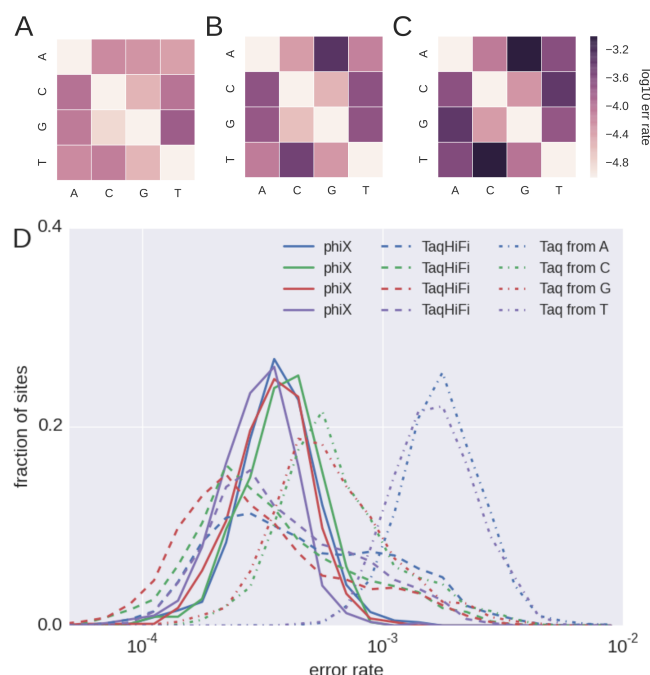 A
B
C
A
C
G
T
A C G T
A
C
G
T
A C G T
A
C
G
T
A C G T
−3.2
−3.6
−4.0
−4.4
−4.8
log10 err rate
D
0.4
0.2
0.0
fraction of sites
phiX TaqHiFi Taq from A
phiX TaqHiFi Taq from C
phiX TaqHiFi Taq from G
phiX TaqHiFi Taq from T
10-4 10-3 10-2
error rate